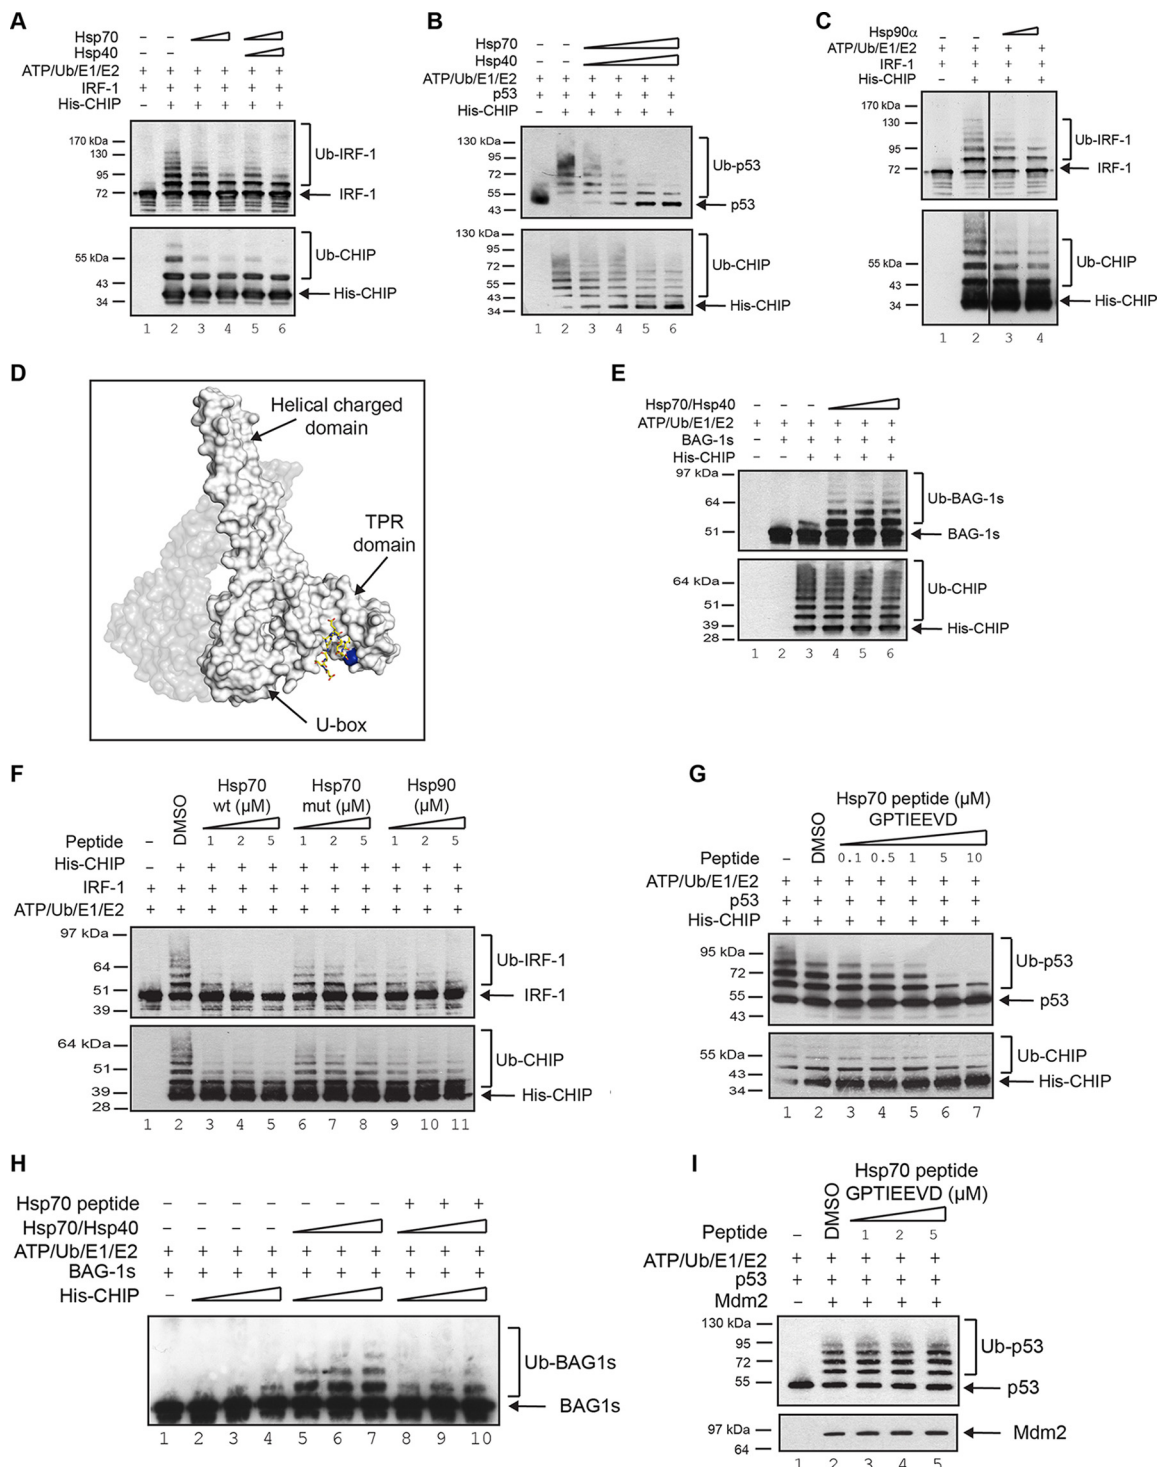 A
Hsp70 – –
Hsp40 – –
ATP/Ub/E1/E2 + + + + + +
IRF-1 + + + + + +
His-CHIP – + + + + +
170 kDa
130
95
72
Ub-IRF-1
IRF-1
55 kDa
43
34
Ub-CHIP
His-CHIP
1 2 3 4 5 6
B
Hsp70 – –
Hsp40 – –
ATP/Ub/E1/E2 + + + + + +
p53 + + + + + +
His-CHIP – + + + + +
130 kDa
95
72
55
43
Ub-p53
p53
130 kDa
95
72
55
43
34
Ub-CHIP
His-CHIP
1 2 3 4 5 6
C
Hsp90α – –
ATP/Ub/E1/E2 + + + +
IRF-1 + + + +
His-CHIP – + + +
170 kDa
130
95
72
Ub-IRF-1
IRF-1
55 kDa
43
34
Ub-CHIP
His-CHIP
1 2 3 4
D
Helical charged
domain
TPR
domain
U-box
E
Hsp70/Hsp40 – – –
ATP/Ub/E1/E2 + + + + + +
BAG-1s – + + + + +
His-CHIP – – + + + +
97 kDa
64
51
Ub-BAG-1s
BAG-1s
64 kDa
51
39
28
Ub-CHIP
His-CHIP
1 2 3 4 5 6
F
Hsp70 Hsp70 Hsp90
wt (µM) mut (µM) (µM)
DMSO
Peptide – 1 2 5 1 2 5 1 2 5
His-CHIP – + + + + + + + + + +
IRF-1 + + + + + + + + + + +
ATP/Ub/E1/E2 + + + + + + + + + + +
97 kDa
64
51
39
Ub-IRF-1
IRF-1
64 kDa
51
39
28
Ub-CHIP
His-CHIP
1 2 3 4 5 6 7 8 9 10 11
G
Hsp70 peptide (µM)
GPTIEEVD
DMSO
Peptide – 0.1 0.5 1 5 10
ATP/Ub/E1/E2 + + + + + + +
p53 + + + + + + +
His-CHIP + + + + + + +
95 kDa
72
55
43
Ub-p53
p53
55 kDa
43
34
Ub-CHIP
His-CHIP
1 2 3 4 5 6 7
H
Hsp70 peptide – – – – – – – + + +
Hsp70/Hsp40 – – – –
ATP/Ub/E1/E2 + + + + + + + + + +
BAG-1s + + + + + + + + + +
His-CHIP –
Ub-BAG1s
BAG1s
1 2 3 4 5 6 7 8 9 10
I
Hsp70 peptide
GPTIEEVD (µM)
DMSO
Peptide – 1 2 5
ATP/Ub/E1/E2 + + + + +
p53 + + + + +
Mdm2 – + + + +
130 kDa
95
72
55
Ub-p53
p53
97 kDa
64
Mdm2
1 2 3 4 5